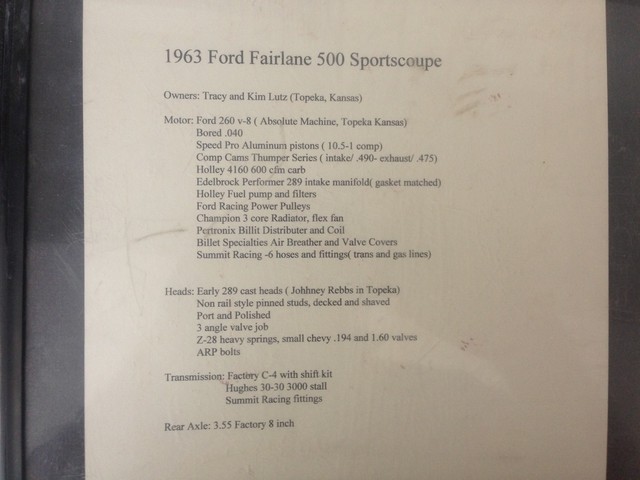 1963 Ford Fairlane 500 Sportscoupe
Owners: Tracy and Kim Lutz (Topeka, Kansas)
Motor: Ford 260 v-8 ( Absolute Machine, Topeka Kansas)
Bored .040
Speed Pro Aluminum pistons ( 10.5-1 comp)
Comp Cams Thumper Series ( intake/ .490- exhaust/ .475)
Holley 4160 600 cfm carb
Edelbrock Performer 289 intake manifold( gasket matched)
Holley Fuel pump and filters
Ford Racing Power Pulleys
Champion 3 core Radiator, flex fan
Pertronix Billit Distributer and Coil
Billet Specialties Air Breather and Valve Covers
Summit Racing -6 hoses and fittings( trans and gas lines)
Heads: Early 289 cast heads ( Johhney Rebbs in Topeka)
Non rail style pinned studs, decked and shaved
Port and Polished
3 angle valve job
Z-28 heavy springs, small chevy .194 and 1.60 valves
ARP bolts
Transmission: Factory C-4 with shift kit
Hughes 30-30 3000 stall
Summit Racing fittings
Rear Axle: 3.55 Factory 8 inch